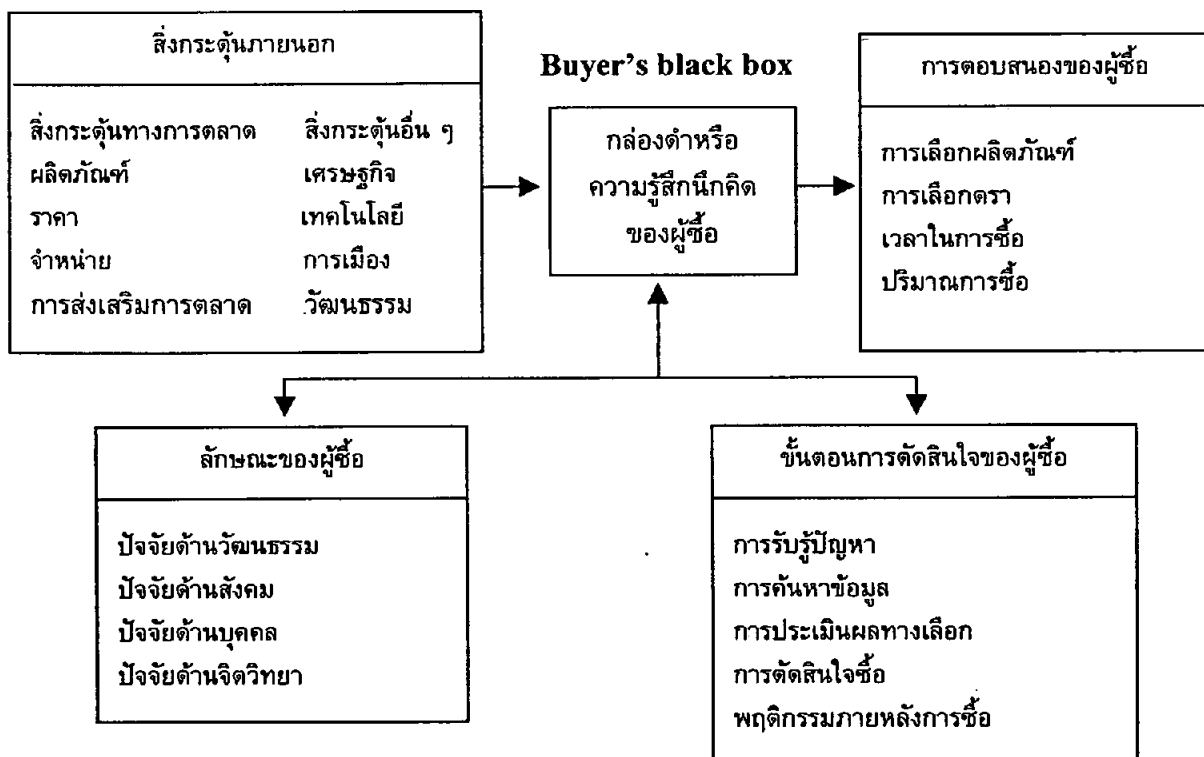 สิ่งกระตุ้นภายนอก
สิ่งกระตุ้นทางการตลาด สิ่งกระตุ้นอื่น ๆ
ผลิตภัณฑ์ เศรษฐกิจ
ราคา เทคโนโลยี
จำหน่าย การเมือง
การส่งเสริมการตลาด วัฒนธรรม
Buyer's black box
กล่องดำหรือ
ความรู้สึกนึกคิด
ของผู้ซื้อ
การตอบสนองของผู้ซื้อ
การเลือกผลิตภัณฑ์
การเลือกตรา
เวลาในการซื้อ
ปริมาณการซื้อ
ลักษณะของผู้ซื้อ
ปัจจัยด้านวัฒนธรรม
ปัจจัยด้านสังคม
ปัจจัยด้านบุคคล
ปัจจัยด้านจิตวิทยา
ขั้นตอนการตัดสินใจของผู้ซื้อ
การรับรู้ปัญหา
การค้นหาข้อมูล
การประเมินผลทางเลือก
การตัดสินใจซื้อ
พฤติกรรมภายหลังการซื้อ